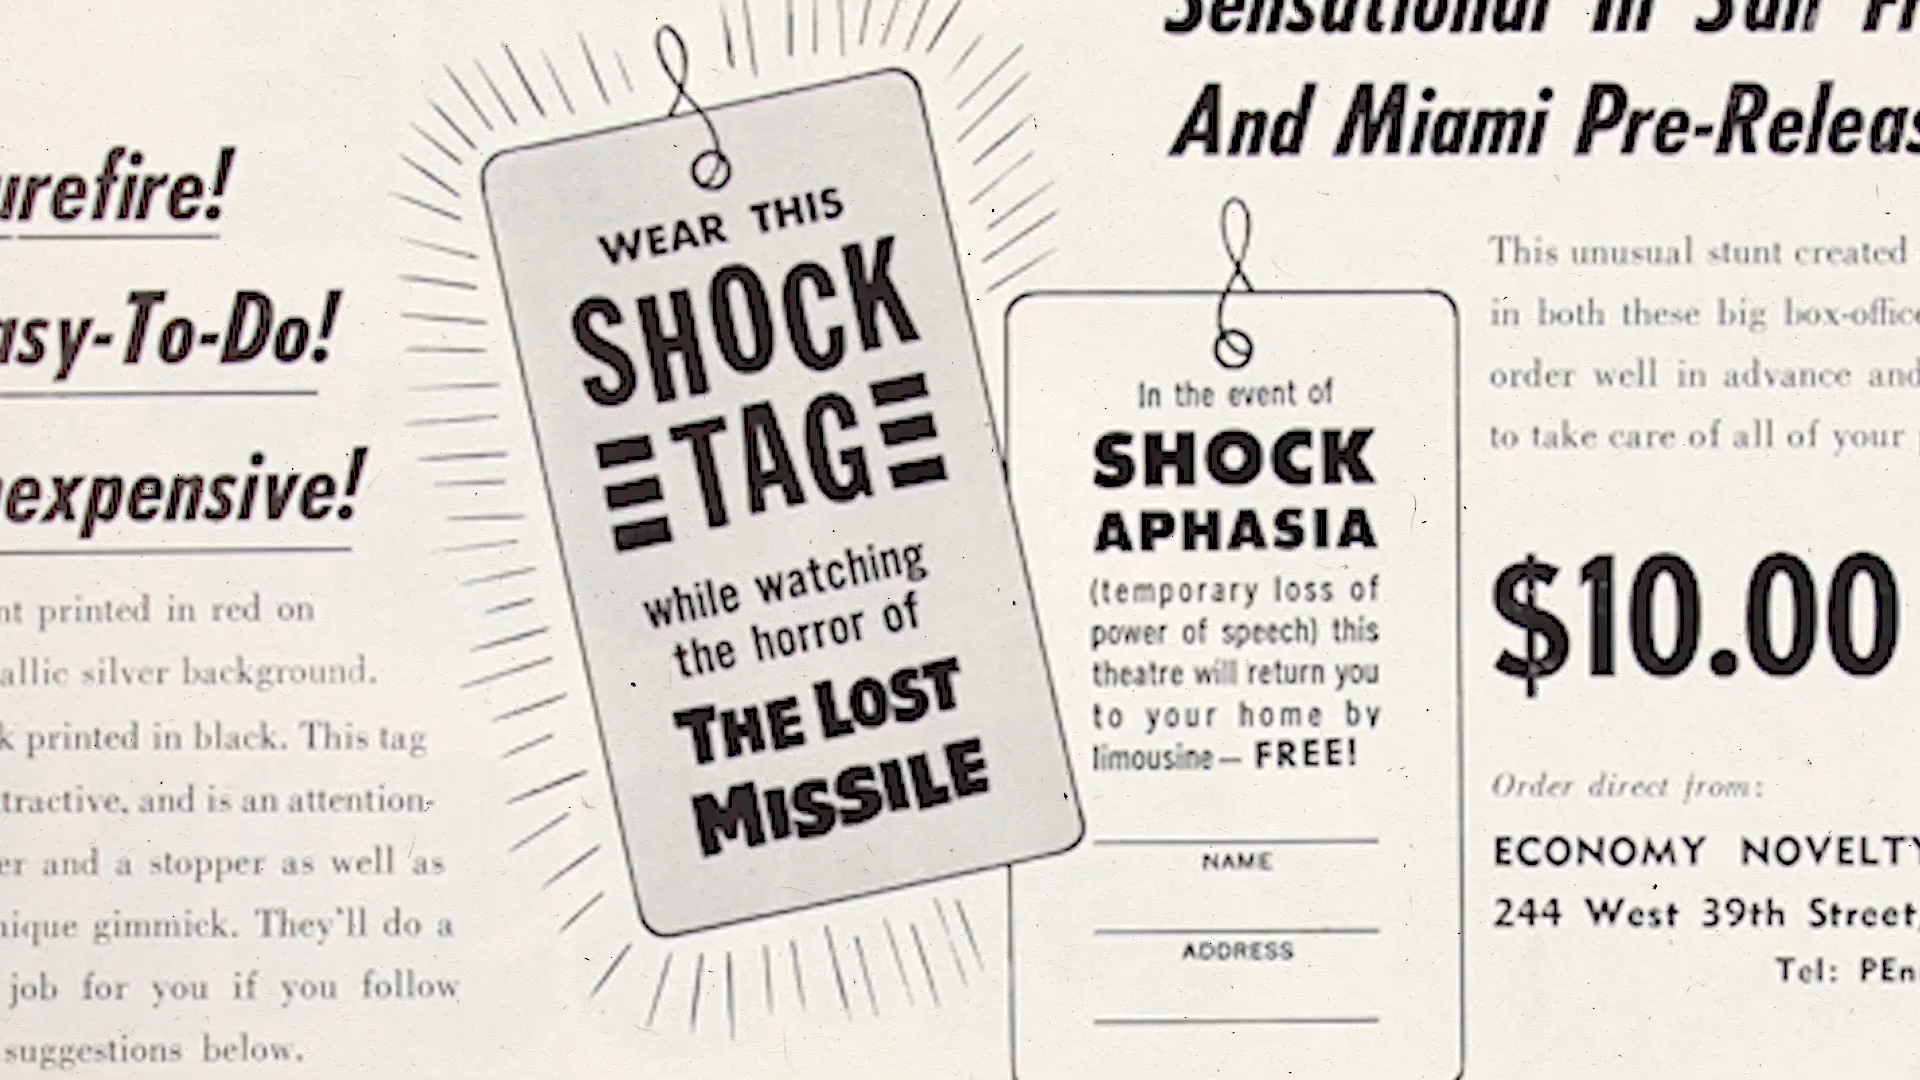 Sensational In San
And Miami
urefire!
asy-To-Do!
expensive!
nt printed in red on
allic silver background.
k printed in black. This tag
tractive, and is an attention-
er and a stopper as well as
nique gimmick. They'll do a
job for you if you follow
suggestions below.
WEAR THIS
SHOCK
TAG
while watching
the horror of
THE LOST
MISSILE
In the event of
SHOCK
APHASIA
(temporary loss of
power of speech) this
theatre will return you
to your home by
limousine — FREE!
NAME
ADDRESS
This unusual stunt created
in both these big box-office
order well in advance and
to take care of all of your
$10.00
Order direct from:
ECONOMY NOVELTY
244 West 39th Street,
Tel: PEn